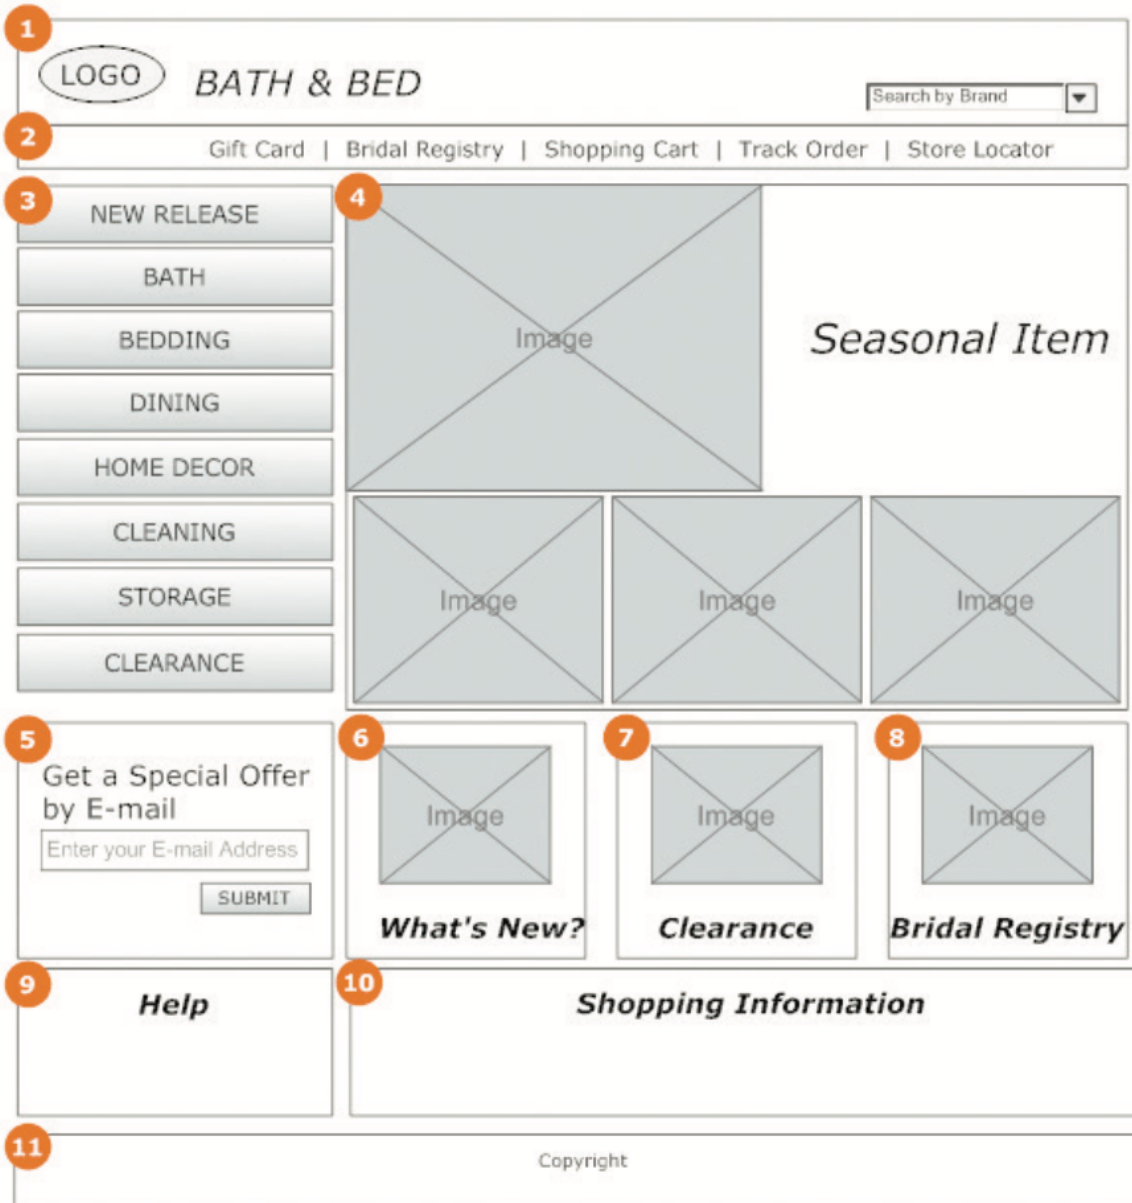 1
LOGO
BATH & BED
Search by Brand
2
Gift Card | Bridal Registry | Shopping Cart | Track Order | Store Locator
3
NEW RELEASE
BATH
BEDDING
DINING
HOME DECOR
CLEANING
STORAGE
CLEARANCE
4
Image
Seasonal Item
Image Image Image
5
Get a Special Offer
by E-mail
Enter your E-mail Address
SUBMIT
6
Image
What's New?
7
Image
Clearance
8
Image
Bridal Registry
9
Help
10
Shopping Information
11
Copyright